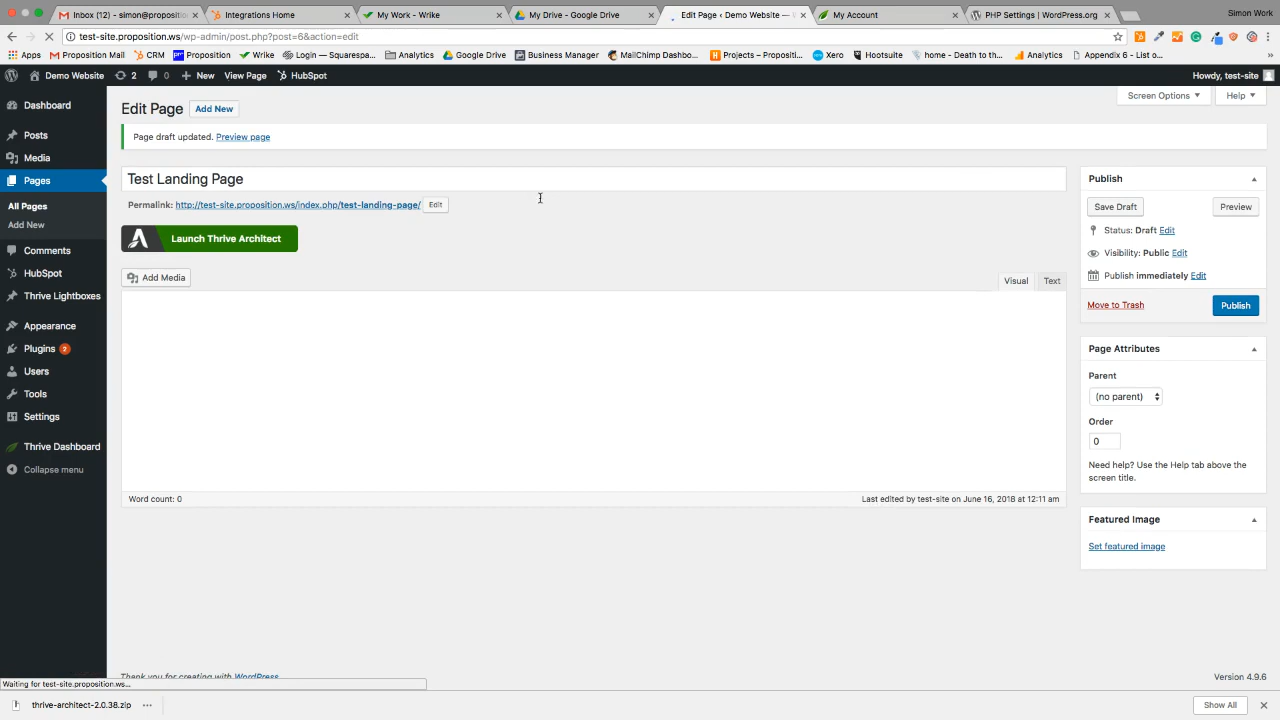 Inbox (12) - simon@propositio
Integrations Home
My Work - Wrike
My Drive - Google Drive
Edit Page ‹ Demo Website — W
My Account
PHP Settings | WordPress.org
Simon Work
test-site.proposition.ws/wp-admin/post.php?post=6&action=edit
Apps
Proposition Mail
CRM
Proposition
Wrike
Login — Squarespa...
Analytics
Google Drive
Business Manager
MailChimp Dashbo...
Projects – Propositi...
Xero
Hootsuite
home - Death to th...
Analytics
Appendix 6 - List o...
Demo Website
2
0
New
View Page
HubSpot
Howdy, test-site
Dashboard
Posts
Media
Pages
All Pages
Add New
Comments
HubSpot
Thrive Lightboxes
Appearance
Plugins 2
Users
Tools
Settings
Thrive Dashboard
Collapse menu
Screen Options
Help
Edit Page
Add New
Page draft updated. Preview page
Test Landing Page
Permalink: http://test-site.proposition.ws/index.php/test-landing-page/
Edit
Launch Thrive Architect
Add Media
Visual
Text
Word count: 0
Last edited by test-site on June 16, 2018 at 12:11 am
Publish
Save Draft
Preview
Status: Draft Edit
Visibility: Public Edit
Publish immediately Edit
Move to Trash
Publish
Page Attributes
Parent
(no parent)
Order
0
Need help? Use the Help tab above the
screen title.
Featured Image
Set featured image
Thank you for creating with WordPress.
Version 4.9.6
Waiting for test-site.proposition.ws...
thrive-architect-2.0.38.zip
Show All